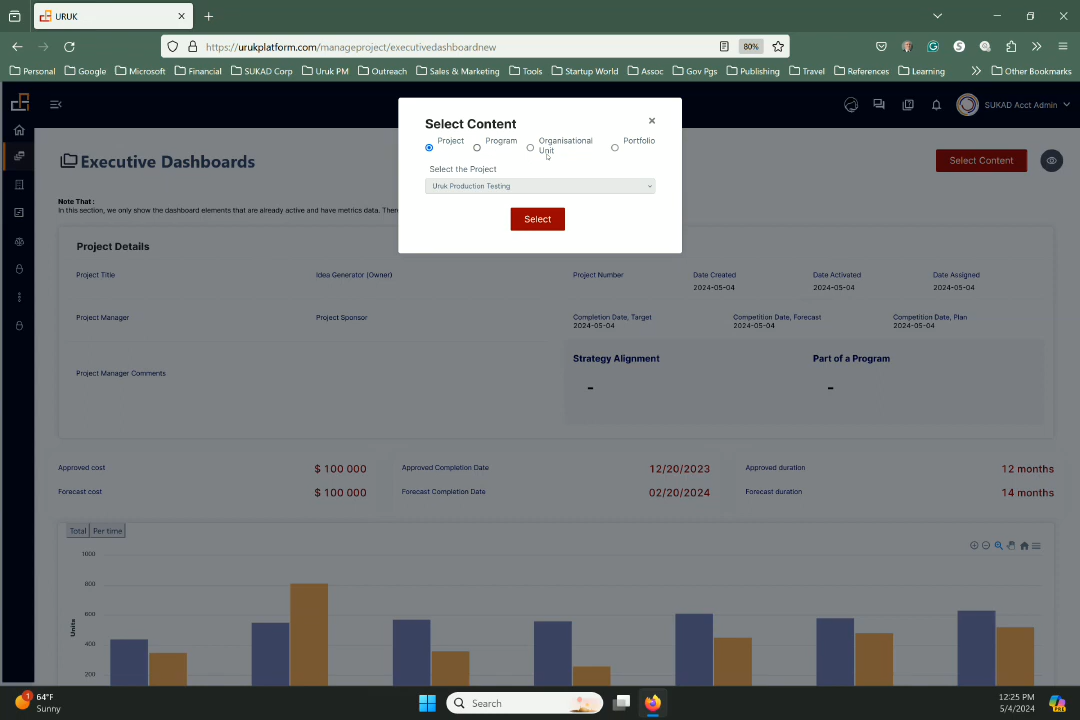 URUK
https://urukplatform.com/manageproject/executivedashboardnew
80%
Personal Google Microsoft Financial SUKAD Corp Uruk PM Outreach Sales & Marketing Tools Startup World Assoc Gov Pgs Publishing Travel References Learning Other Bookmarks
SUKAD Acct Admin
Select Content
Project Program Organisational Unit Portfolio
Select the Project
Uruk Production Testing
Select
Executive Dashboards
Select Content
Note That :
In this section, we only show the dashboard elements that are already active and have metrics data. Ther
Project Details
Project Title Idea Generator (Owner) Project Number Date Created Date Activated Date Assigned
2024-05-04 2024-05-04 2024-05-04
Project Manager Project Sponsor Completion Date, Target Competition Date, Forecast Competition Date, Plan
2024-05-04 2024-05-04 2024-05-04
Strategy Alignment Part of a Program
- -
Project Manager Comments
Approved cost $ 100 000 Approved Completion Date 12/20/2023 Approved duration 12 months
Forecast cost $ 100 000 Forecast Completion Date 02/20/2024 Forecast duration 14 months
Total Per time
1000
800
600
400
200
Units
1
64°F
Sunny
Search
12:25 PM
5/4/2024
PRE